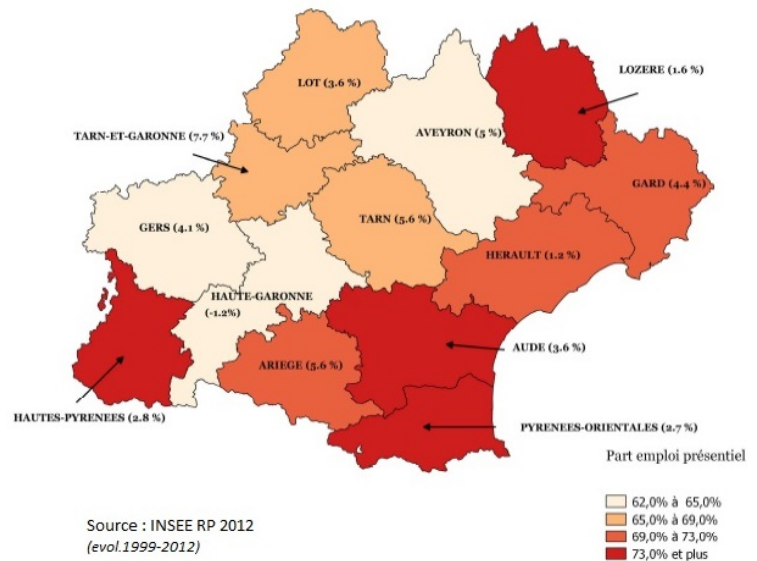 LOT (3.6 %)
LOZERE (1.6 %)
TARN-ET-GARONNE (7.7 %)
AVEYRON (5 %)
GARD (4.4 %)
TARN (5.6 %)
GERS (4.1 %)
HERAULT (1.2 %)
HAUTE-GARONNE
(-1.2%)
AUDE (3.6 %)
ARIEGE (5.6 %)
HAUTES-PYRENEES (2.8 %)
PYRENEES-ORIENTALES (2.7 %)
Part emploi présentiel
62,0% à 65,0%
65,0% à 69,0%
69,0% à 73,0%
73,0% et plus
Source : INSEE RP 2012
(evol.1999-2012)